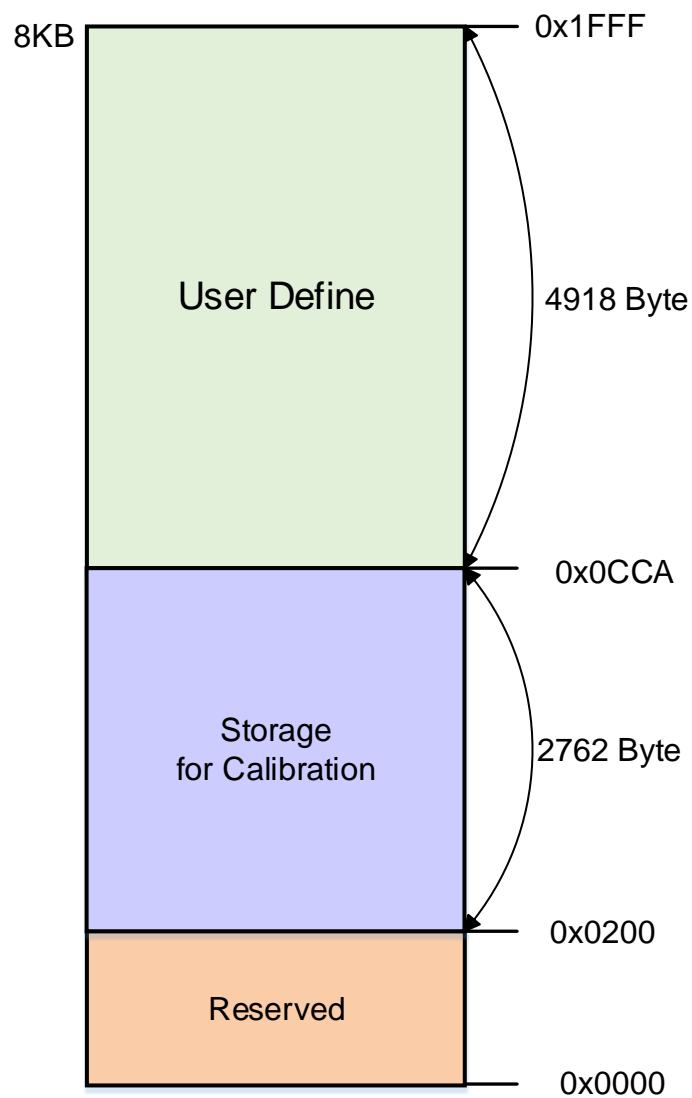 8KB
0x1FFF
User Define
4918 Byte
0x0CCA
Storage
for Calibration
2762 Byte
0x0200
Reserved
0x0000